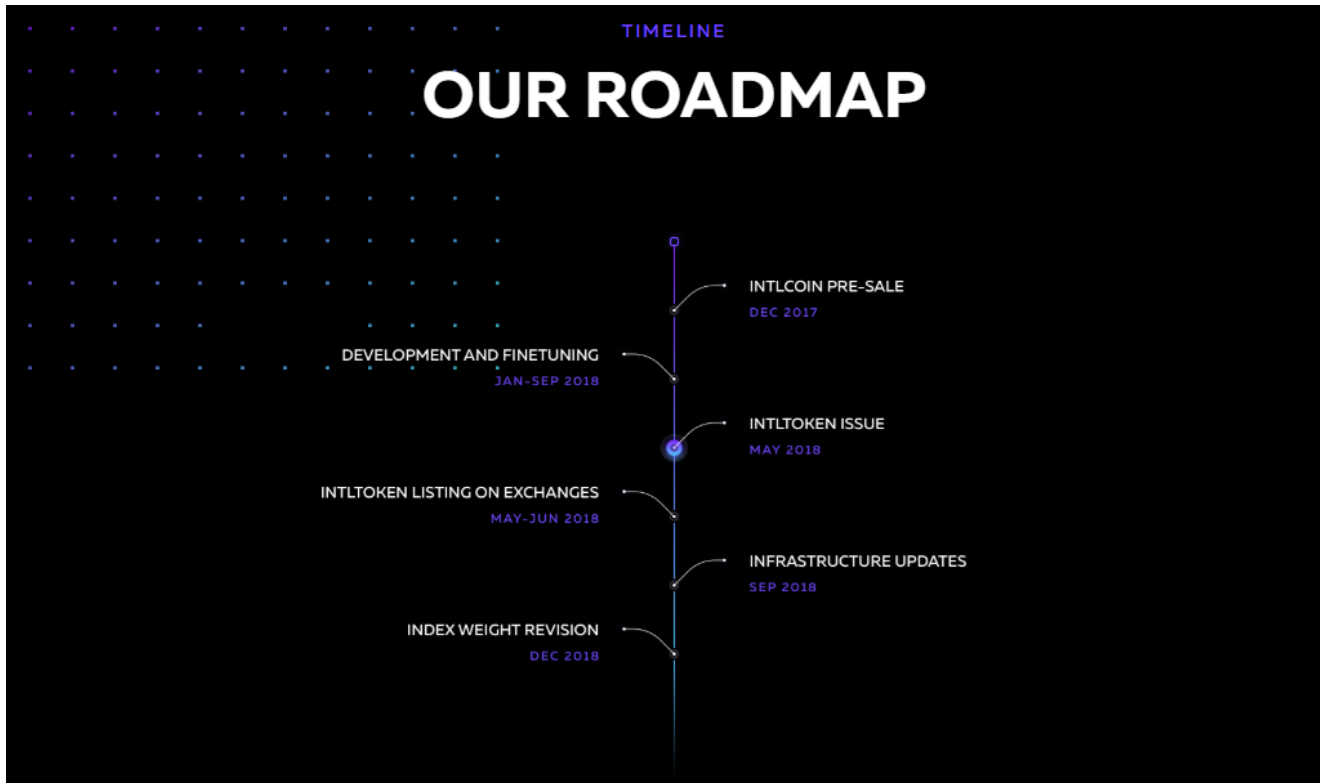 TIMELINE
OUR ROADMAP
INTLCOIN PRE-SALE
DEC 2017
DEVELOPMENT AND FINETUNING
JAN-SEP 2018
INTLTOKEN ISSUE
MAY 2018
INTLTOKEN LISTING ON EXCHANGES
MAY-JUN 2018
INFRASTRUCTURE UPDATES
SEP 2018
INDEX WEIGHT REVISION
DEC 2018